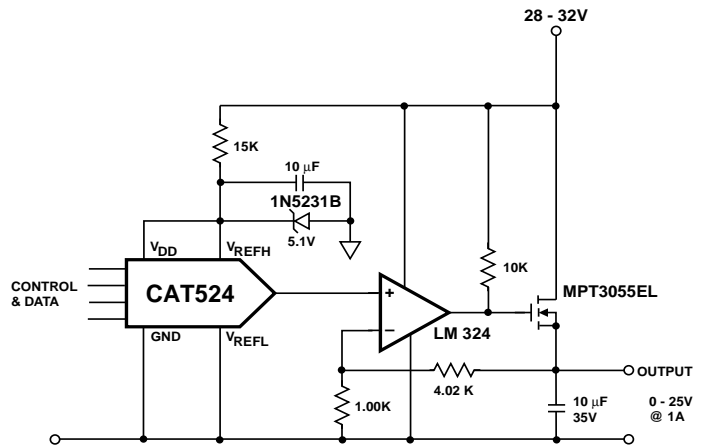 28 - 32V
15K
10 μF
1N5231B
5.1V
VDD
VREFH
CONTROL
& DATA
CAT524
GND
VREFL
+
–
LM 324
10K
MPT3055EL
4.02 K
1.00K
OUTPUT
10 μF
35V
0 - 25V
@ 1A